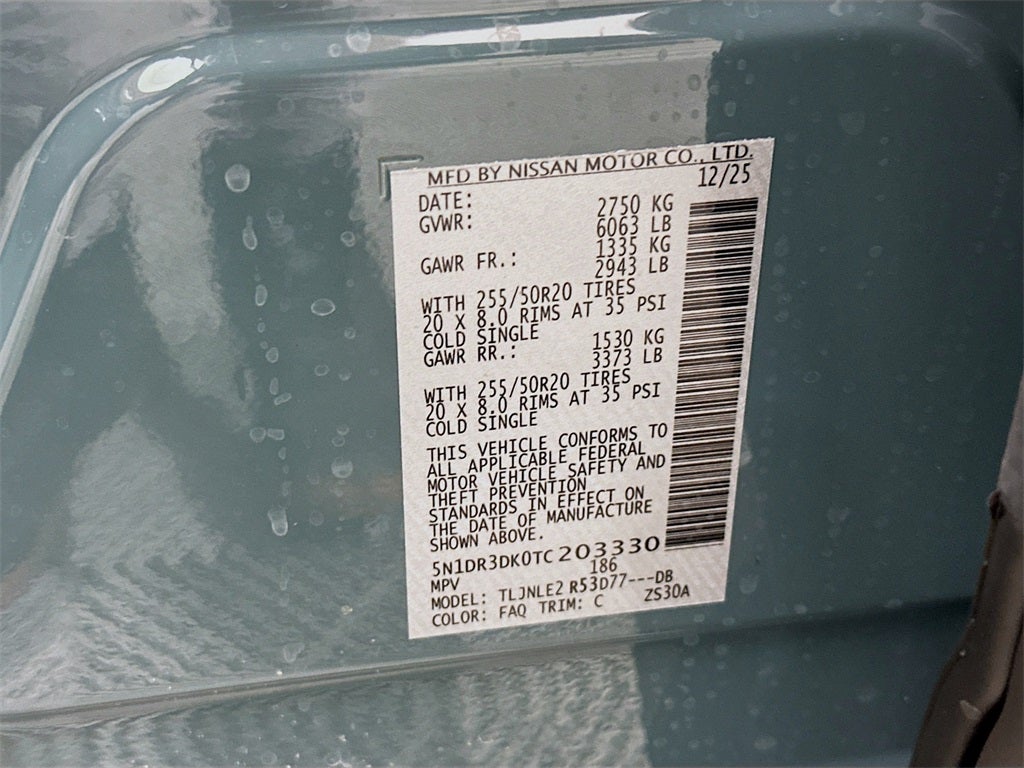 MFD BY NISSAN MOTOR CO., LTD.
DATE: 12/25
GVWR: 2750 KG
6063 LB
GAWR FR.: 1335 KG
2943 LB
WITH 255/50R20 TIRES
20 X 8.0 RIMS AT 35 PSI
COLD SINGLE
GAWR RR.: 1530 KG
3373 LB
WITH 255/50R20 TIRES
20 X 8.0 RIMS AT 35 PSI
COLD SINGLE
THIS VEHICLE CONFORMS TO
ALL APPLICABLE FEDERAL
MOTOR VEHICLE SAFETY AND
THEFT PREVENTION
STANDARDS IN EFFECT ON
THE DATE OF MANUFACTURE
SHOWN ABOVE.
5N1DR3DK0TC203330
MPV 186
MODEL: TLJNLE2 R53D77---DB
COLOR: FAQ TRIM: C ZS30A